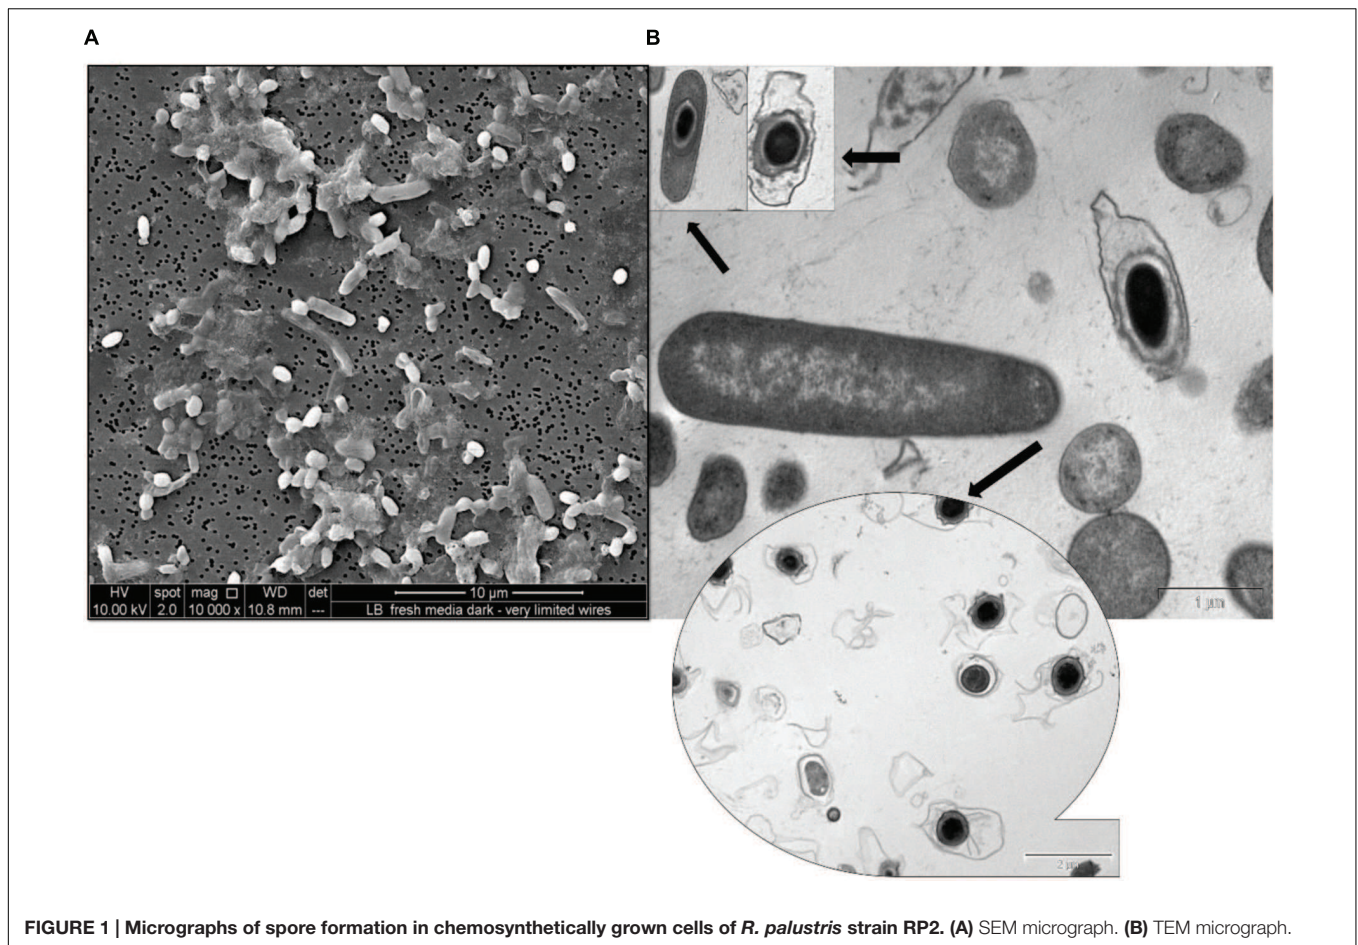 A
B
HV spot mag □ WD det 10 µm
10.00 kV 2.0 10 000 x 10.8 mm --- LB fresh media dark - very limited wires
1 µm
2 µm
FIGURE 1 | Micrographs of spore formation in chemosynthetically grown cells of R. palustris strain RP2. (A) SEM micrograph. (B) TEM micrograph.